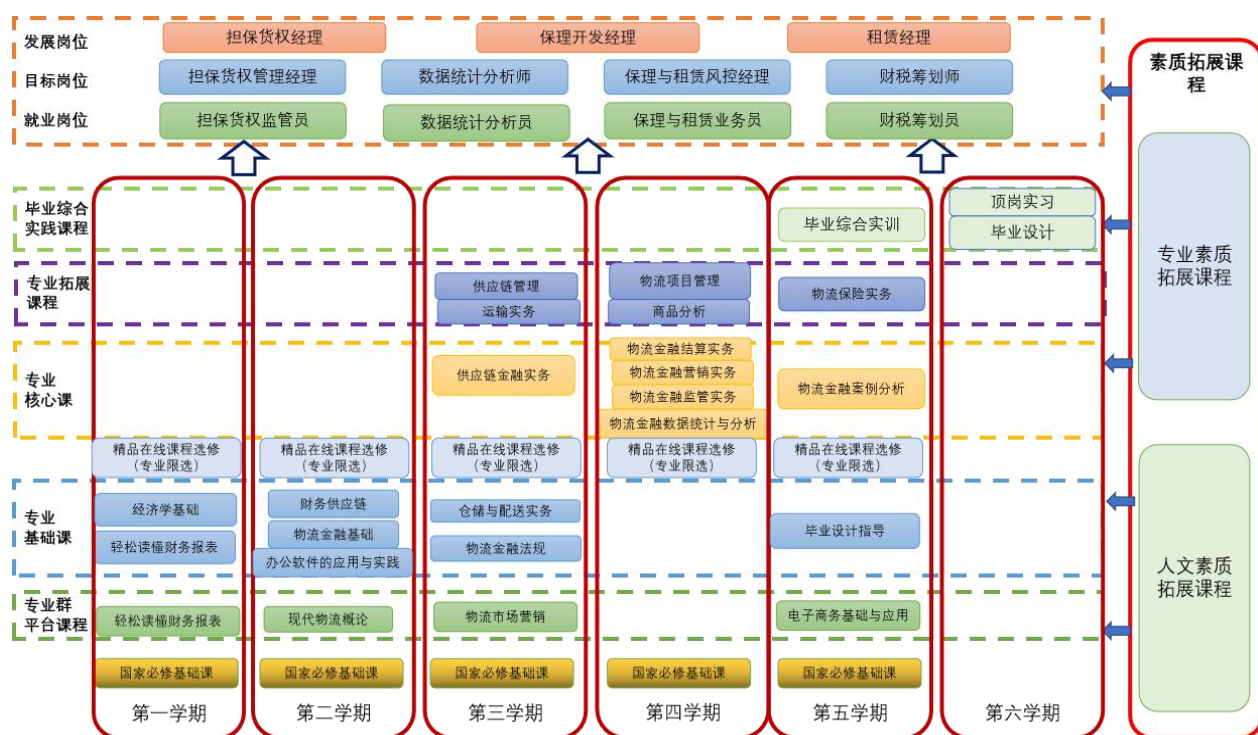 发展岗位
担保货权经理
保理开发经理
租赁经理
目标岗位
担保货权管理经理
数据统计分析师
保理与租赁风控经理
财税筹划师
就业岗位
担保货权监管员
数据统计分析员
保理与租赁业务员
财税筹划员
素质拓展课
程
专业素质
拓展课程
人文素质
拓展课程
毕业综合
实践课程
毕业综合实训
顶岗实习
毕业设计
专业拓展
课程
供应链管理
运输实务
物流项目管理
商品分析
物流保险实务
专业
核心课
供应链金融实务
物流金融结算实务
物流金融营销实务
物流金融监管实务
物流金融数据统计与分析
物流金融案例分析
精品在线课程选修
(专业限选)
精品在线课程选修
(专业限选)
精品在线课程选修
(专业限选)
精品在线课程选修
(专业限选)
精品在线课程选修
(专业限选)
专业
基础课
经济学基础
轻松读懂财务报表
财务供应链
物流金融基础
办公软件的应用与实践
仓储与配送实务
物流金融法规
毕业设计指导
专业群
平台课程
轻松读懂财务报表
现代物流概论
物流市场营销
电子商务基础与应用
国家必修基础课
国家必修基础课
国家必修基础课
国家必修基础课
国家必修基础课
第一学期
第二学期
第三学期
第四学期
第五学期
第六学期